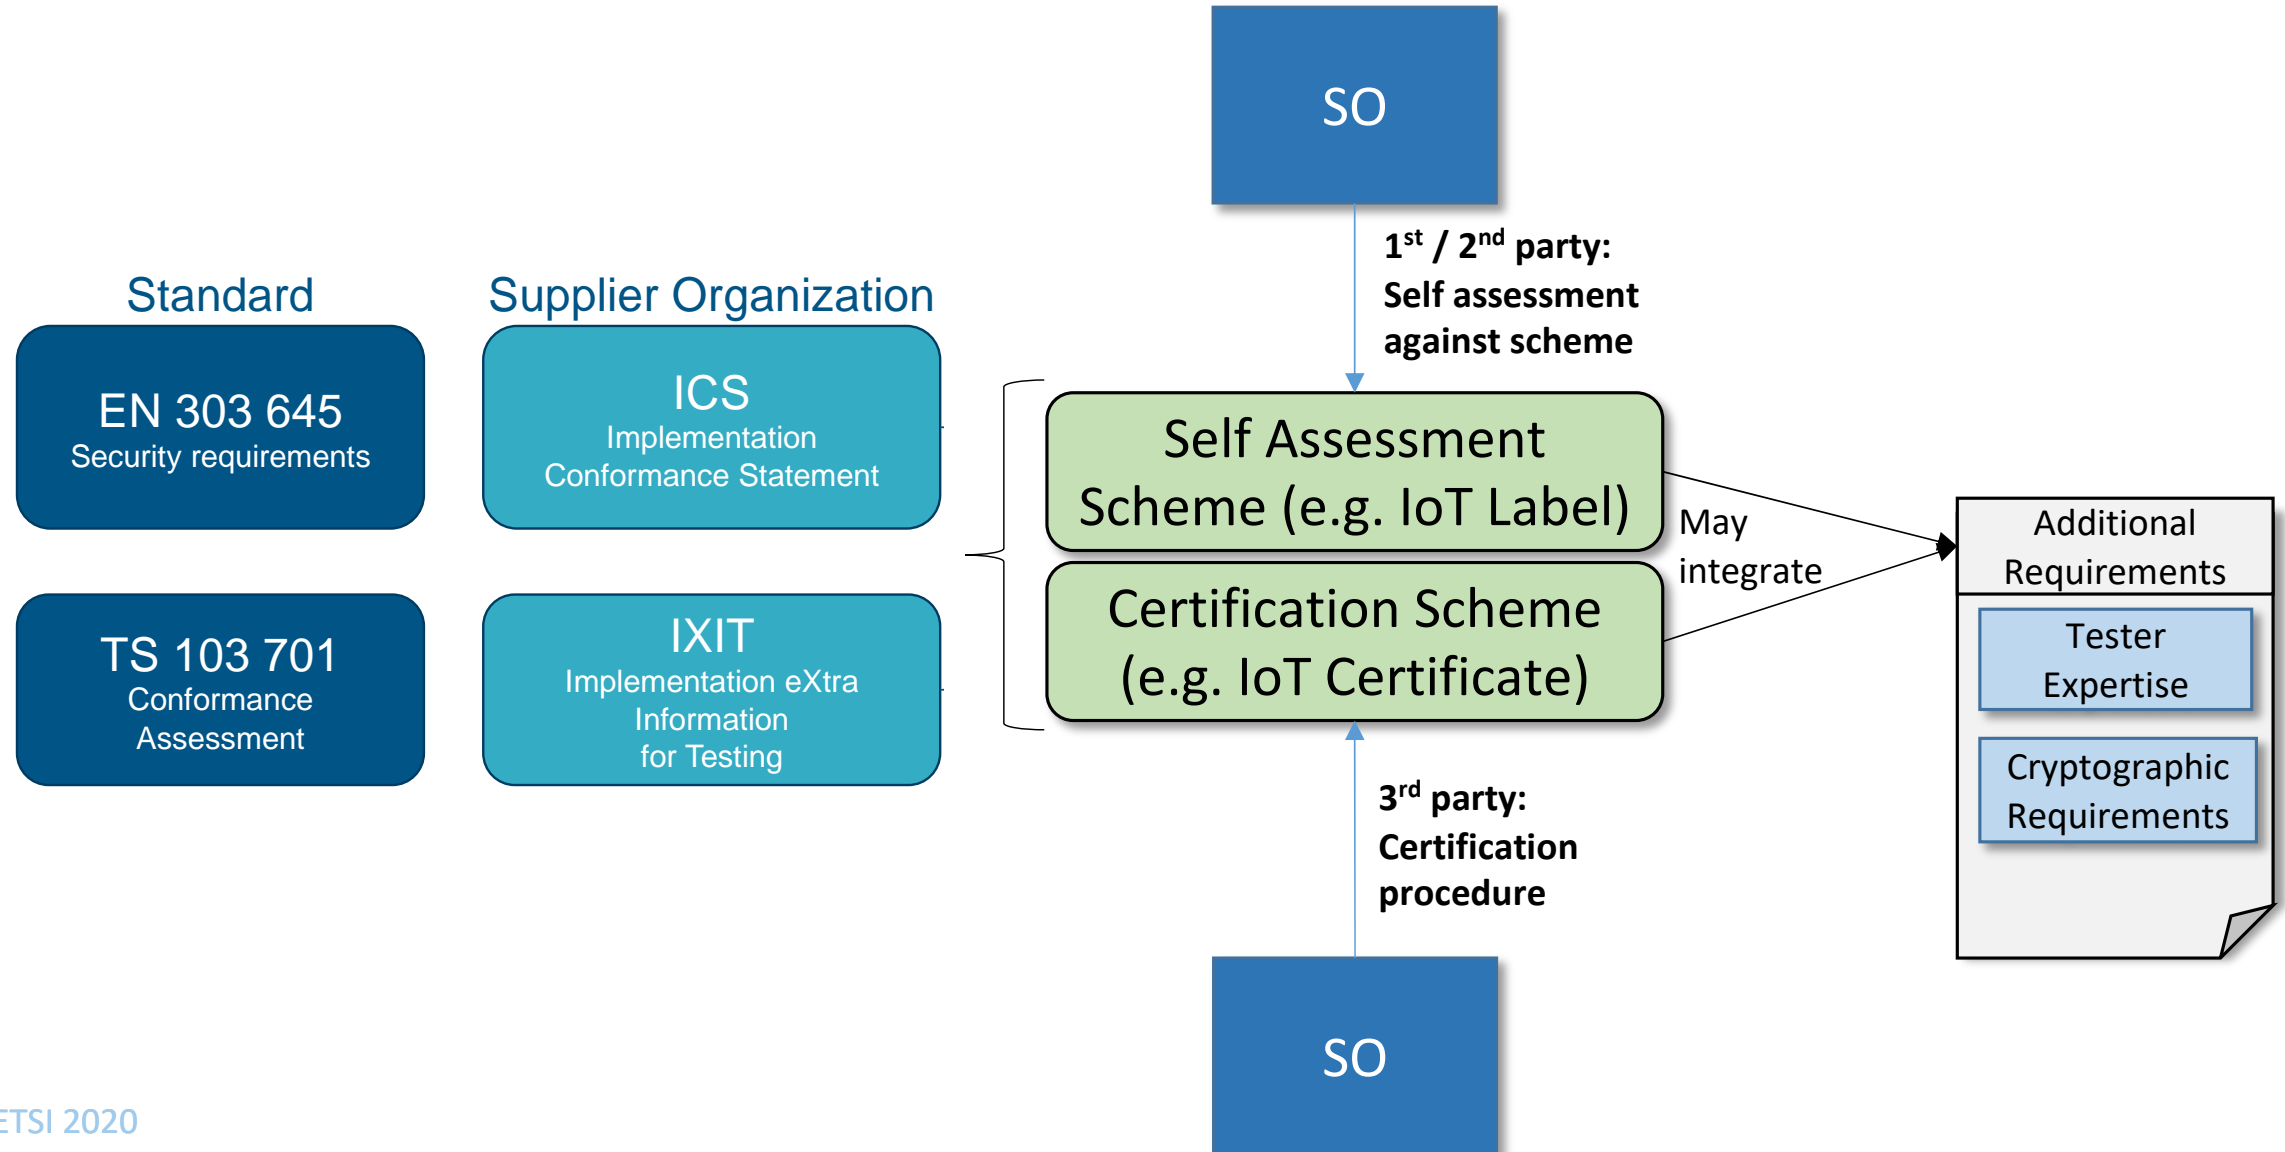 SO
1st / 2nd party:
Self assessment
against scheme
Standard
EN 303 645
Security requirements
TS 103 701
Conformance
Assessment
Supplier Organization
ICS
Implementation
Conformance Statement
IXIT
Implementation eXtra
Information
for Testing
Self Assessment
Scheme (e.g. IoT Label)
Certification Scheme
(e.g. IoT Certificate)
May
integrate
Additional
Requirements
Tester
Expertise
Cryptographic
Requirements
3rd party:
Certification
procedure
SO
ETSI 2020